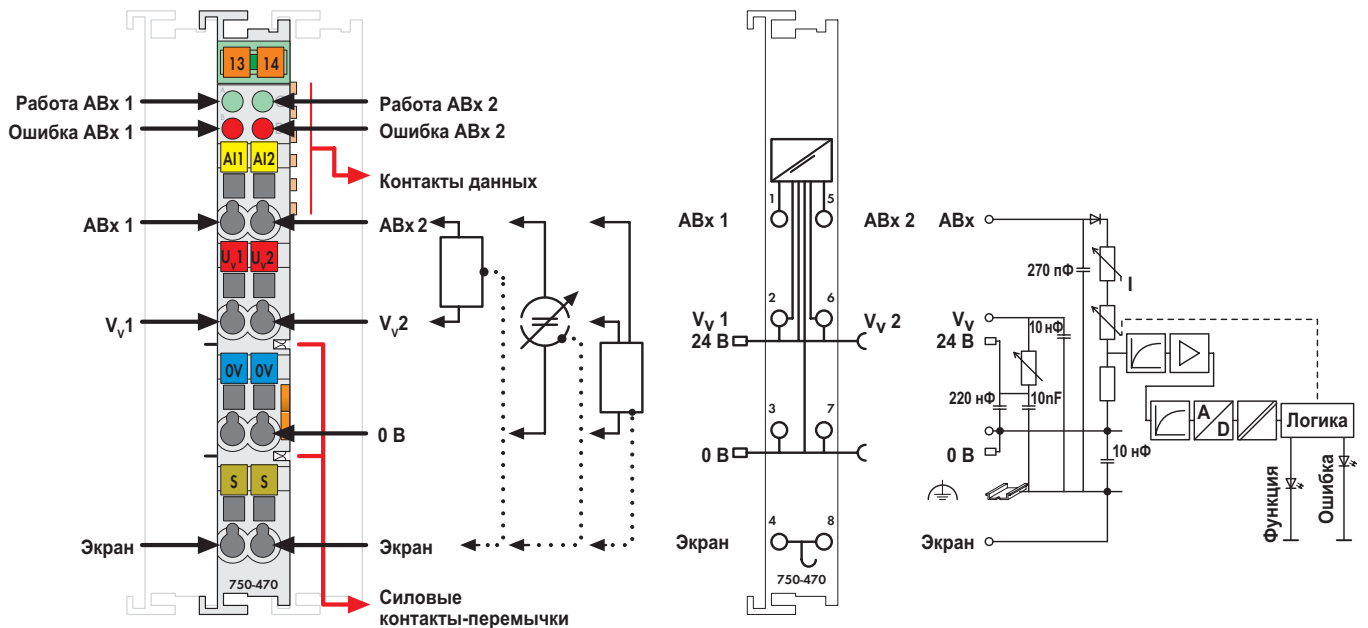 13 14
A C
Работа АВх 1
Работа АВх 2
Ошибка АВх 1
Ошибка АВх 2
AI1 AI2
Контакты данных
АВх 1
АВх 2
Uv1 Uv2
Vv1
Vv2
0V 0V
0 В
S S
Экран
Экран
750-470
Силовые
контакты-перемычки
1 5
АВх 1
АВх 2
2 6
Vv 1
Vv 2
24 В
3 7
0 В
4 8
Экран
750-470
АВх
270 пФ
I
Vv
10 нФ
24 В
220 нФ
10nF
A
D
Логика
0 В
10 нФ
Функция
Ошибка
Экран